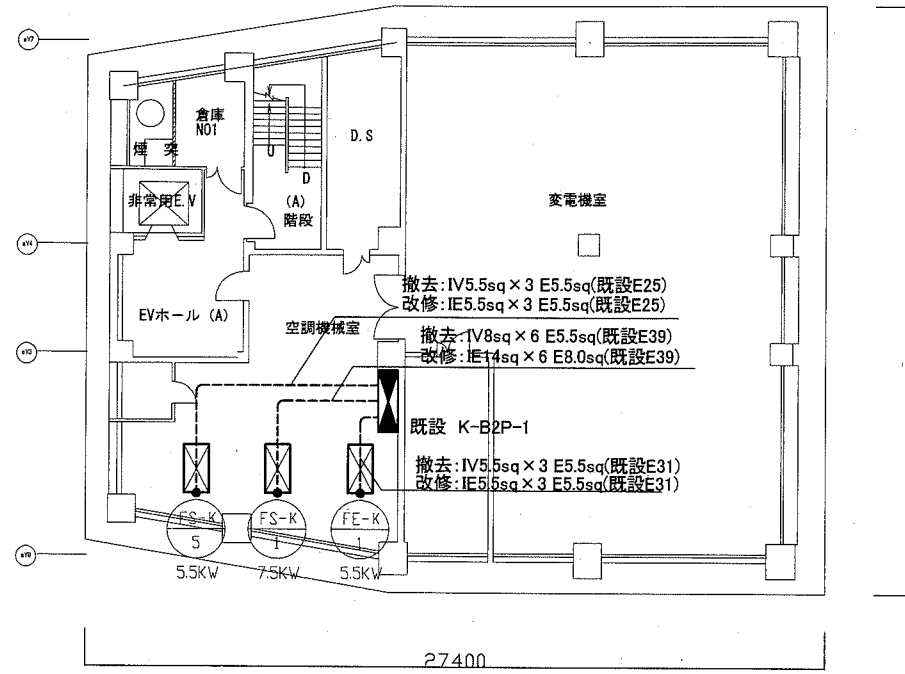 eY7
倉庫
NO1
D.S
煙 突
U
D
非常用E.V
(A)
階段
変電機室
eY4
撤去:IV5.5sq×3 E5.5sq(既設E25)
改修:IE5.5sq×3 E5.5sq(既設E25)
EVホール (A)
空調機械室
撤去:IV8sq×6 E5.5sq(既設E39)
改修:IE14sq×6 E8.0sq(既設E39)
eY3
既設 K-B2P-1
撤去:IV5.5sq×3 E5.5sq(既設E31)
改修:IE5.5sq×3 E5.5sq(既設E31)
FS-K
5
5.5KW
FS-K
1
7.5KW
FE-K
1
5.5KW
27400